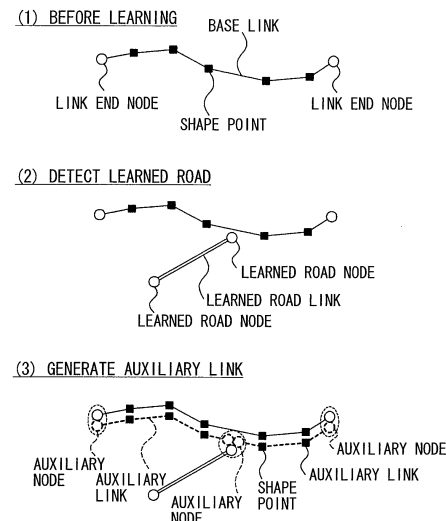 (1) BEFORE LEARNING
BASE LINK
LINK END NODE
SHAPE POINT
LINK END NODE
(2) DETECT LEARNED ROAD
LEARNED ROAD NODE
LEARNED ROAD LINK
LEARNED ROAD NODE
(3) GENERATE AUXILIARY LINK
AUXILIARY
NODE
AUXILIARY
LINK
AUXILIARY
NODE
SHAPE
POINT
AUXILIARY NODE
AUXILIARY LINK